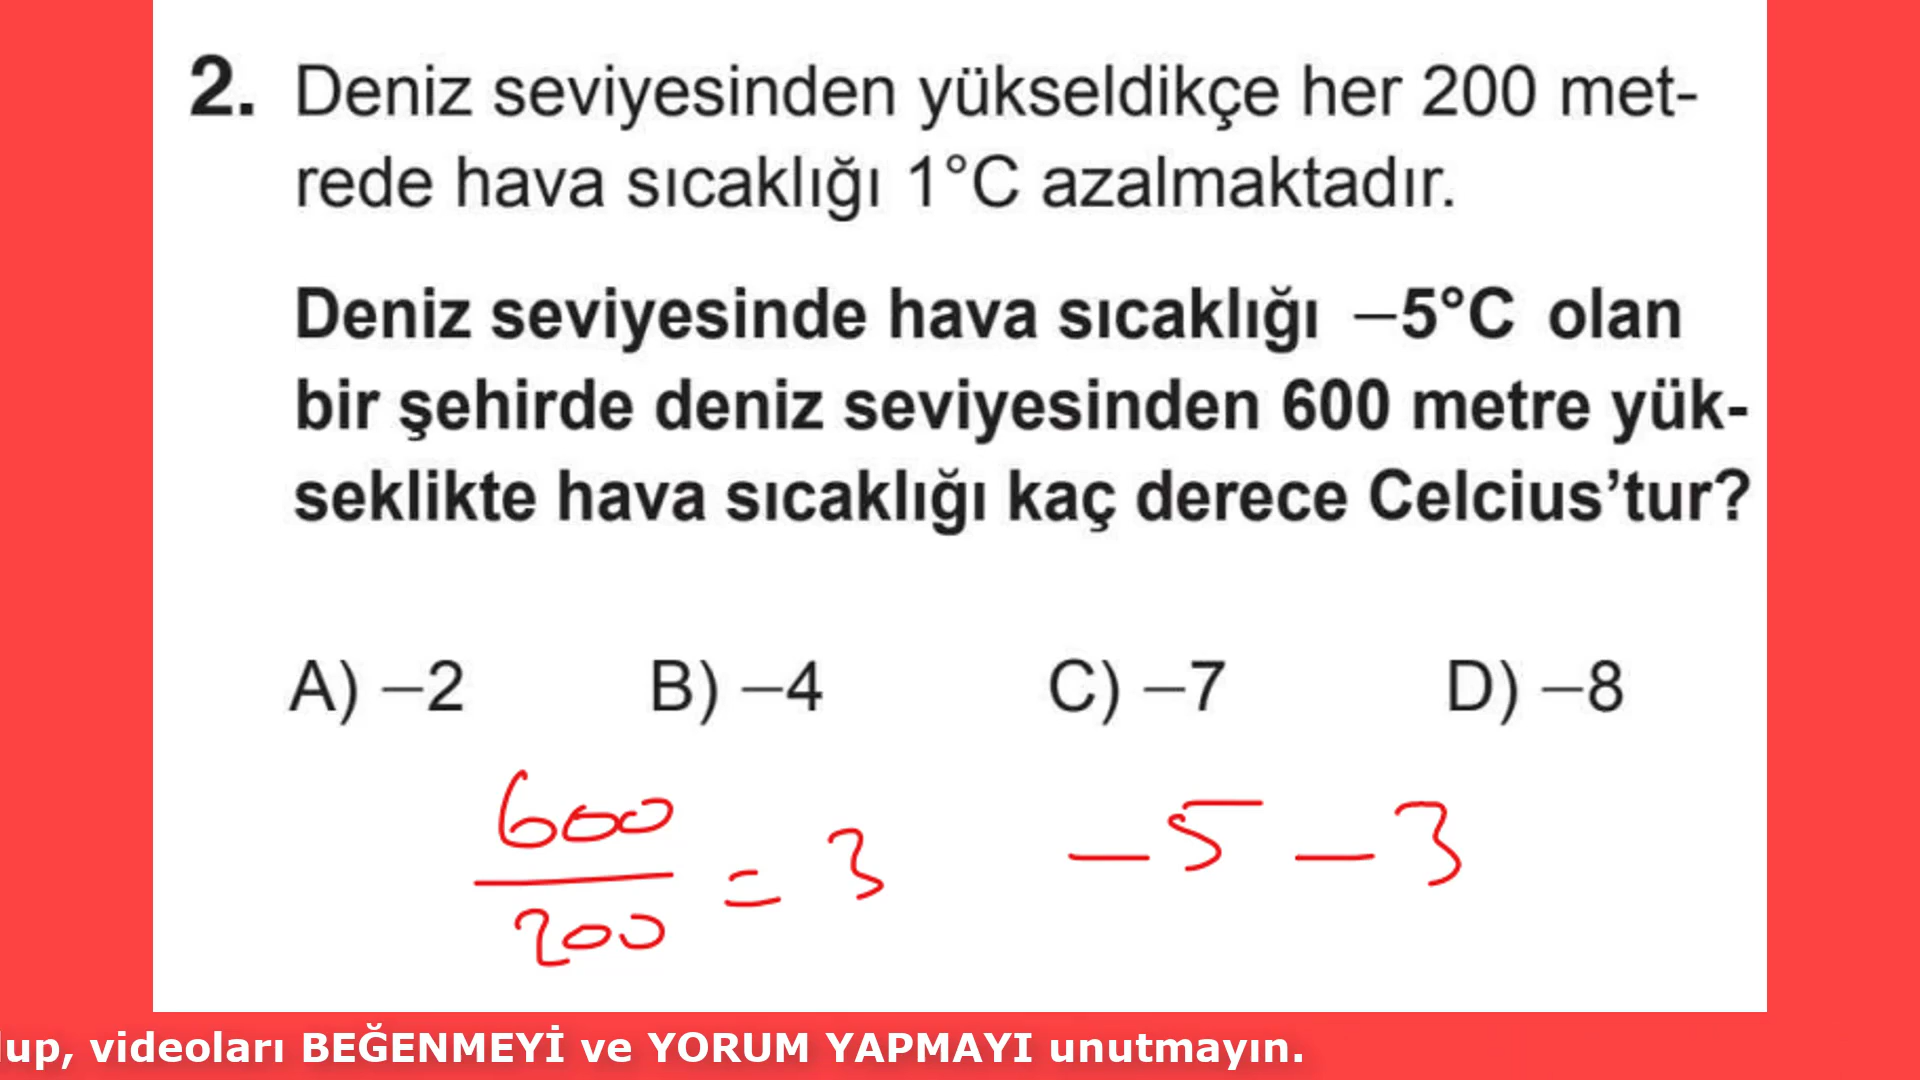 2. Deniz seviyesinden yükseldikçe her 200 met-
rede hava sıcaklığı 1°C azalmaktadır.
Deniz seviyesinde hava sıcaklığı –5°C olan
bir şehirde deniz seviyesinden 600 metre yük-
seklikte hava sıcaklığı kaç derece Celcius’tur?
A) –2 B) –4 C) –7 D) –8
600/200 = 3 –5 –3
videoları BEĞENMEYİ ve YORUM YAPMAYI unutmayın.